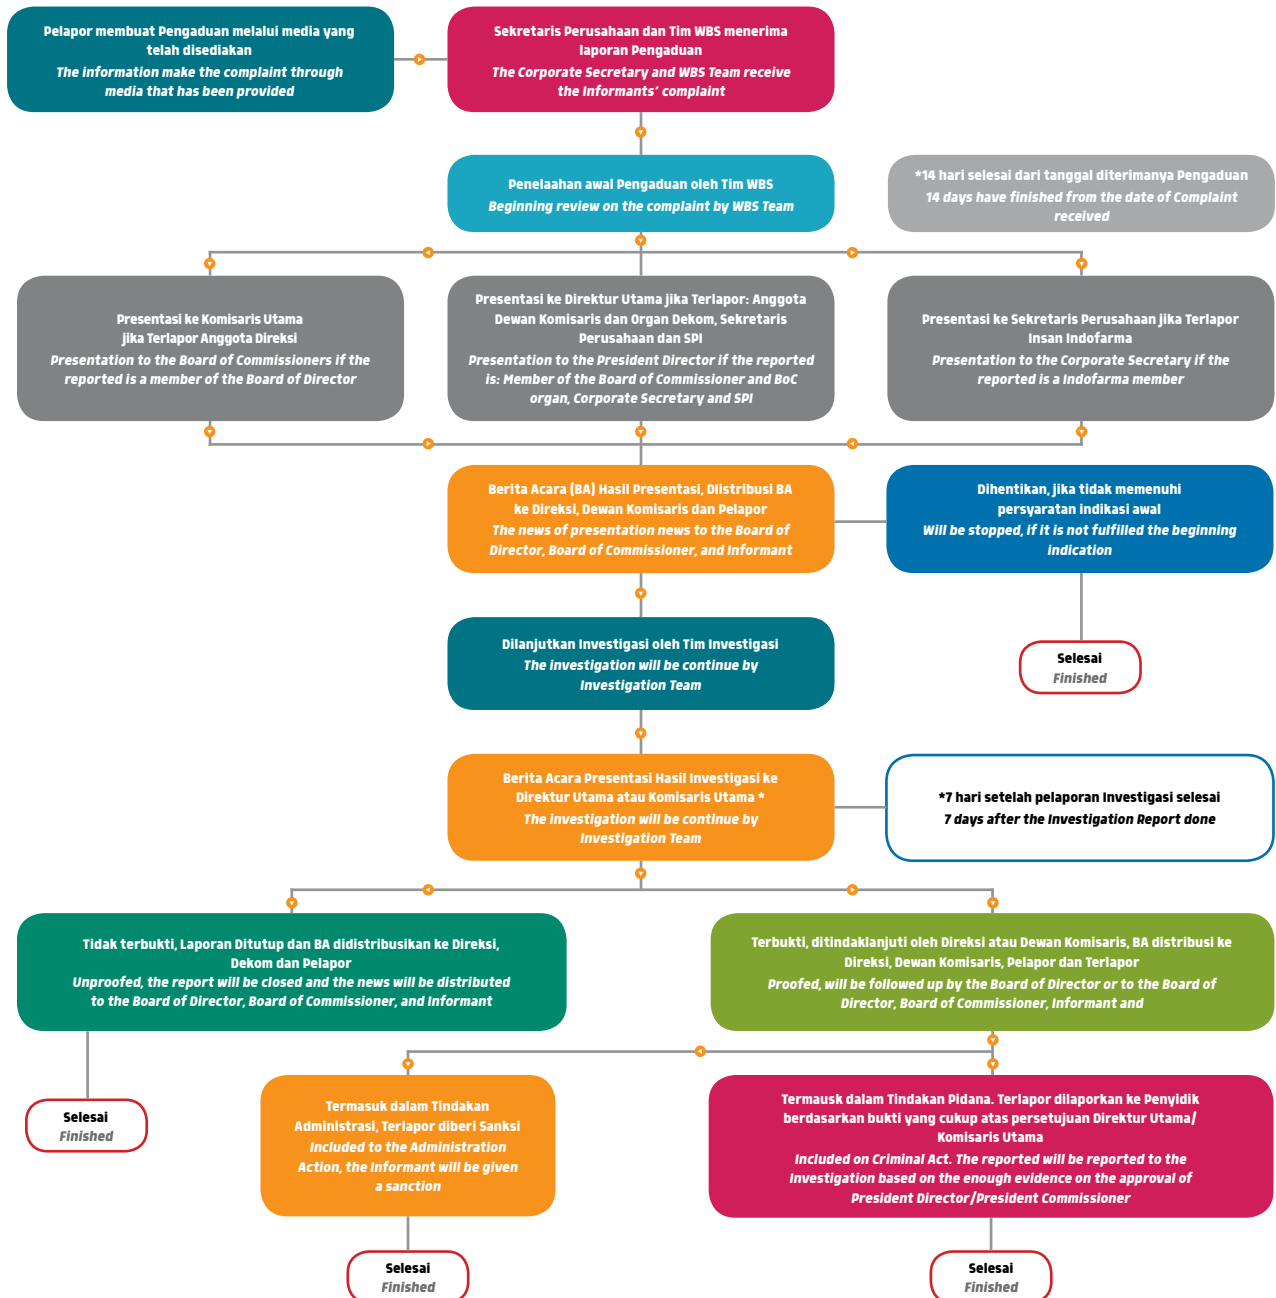 Pelapor membuat Pengaduan melalui media yang
telah disediakan
The information make the complaint through
media that has been provided
Sekretaris Perusahaan dan Tim WBS menerima
laporan Pengaduan
The Corporate Secretary and WBS Team receive
the Informants' complaint
Penelaahan awal Pengaduan oleh Tim WBS
Beginning review on the complaint by WBS Team
*14 hari selesai dari tanggal diterimanya Pengaduan
14 days have finished from the date of Complaint
received
Presentasi ke Komisaris Utama
jika Terlapor Anggota Direksi
Presentation to the Board of Commissioners if the
reported is a member of the Board of Director
Presentasi ke Direktur Utama jika Terlapor: Anggota
Dewan Komisaris dan Organ Dekom, Sekretaris
Perusahaan dan SPI
Presentation to the President Director if the reported
is: Member of the Board of Commissioner and BoC
organ, Corporate Secretary and SPI
Presentasi ke Sekretaris Perusahaan jika Terlapor
Insan Indofarma
Presentation to the Corporate Secretary if the
reported is a Indofarma member
Berita Acara (BA) Hasil Presentasi, DIstribusi BA
ke Direksi, Dewan Komisaris dan Pelapor
The news of presentation news to the Board of
Director, Board of Commissioner, and Informant
Dihentikan, jika tidak memenuhi
persyaratan indikasi awal
Will be stopped, if it is not fulfilled the beginning
indication
Dilanjutkan Investigasi oleh Tim Investigasi
The investigation will be continue by
Investigation Team
Selesai
Finished
Berita Acara Presentasi Hasil Investigasi ke
Direktur Utama atau Komisaris Utama *
The investigation will be continue by
Investigation Team
*7 hari setelah pelaporan Investigasi selesai
7 days after the Investigation Report done
Tidak terbukti, Laporan Ditutup dan BA didistribusikan ke Direksi,
Dekom dan Pelapor
Unproofed, the report will be closed and the news will be distributed
to the Board of Director, Board of Commissioner, and Informant
Terbukti, ditindaklanjuti oleh Direksi atau Dewan Komisaris, BA distribusi ke
Direksi, Dewan Komisaris, Pelapor dan Terlapor
Proofed, will be followed up by the Board of Director or to the Board of
Director, Board of Commissioner, Informant and
Selesai
Finished
Termasuk dalam Tindakan
Administrasi, Terlapor diberi Sanksi
Included to the Administration
Action, the Informant will be given
a sanction
Termausk dalam Tindakan Pidana. Terlapor dilaporkan ke Penyidik
berdasarkan bukti yang cukup atas persetujuan Direktur Utama/
Komisaris Utama
Included on Criminal Act. The reported will be reported to the
Investigation based on the enough evidence on the approval of
President Director/President Commissioner
Selesai
Finished
Selesai
Finished